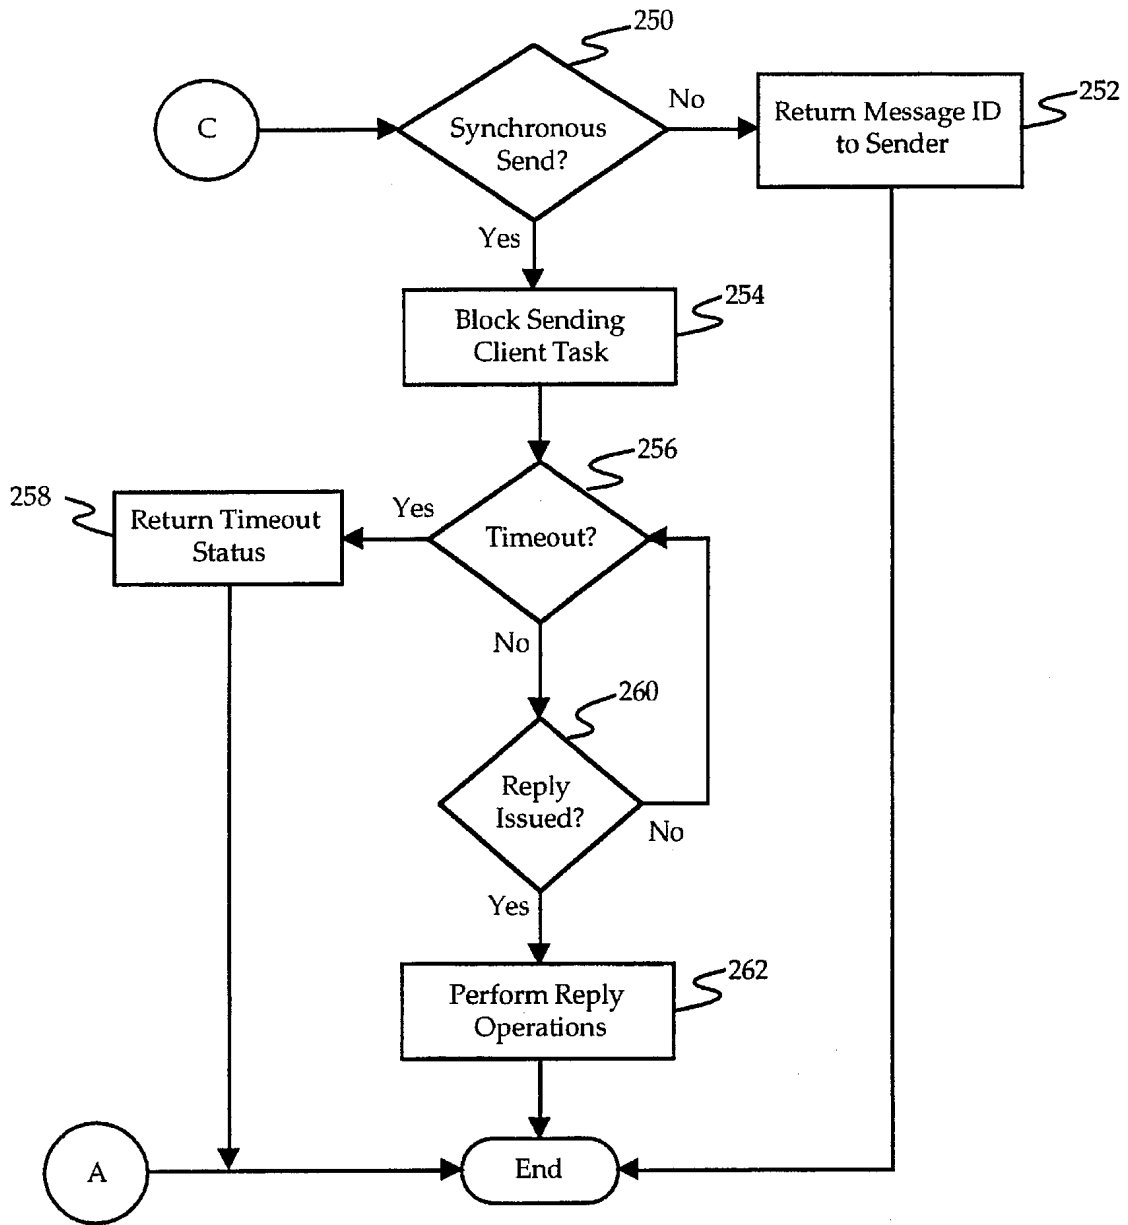 250
C
Synchronous
Send?
No
Return Message ID
to Sender
252
Yes
Block Sending
Client Task
254
256
258
Return Timeout
Status
Yes
Timeout?
No
260
Reply
Issued?
No
Yes
Perform Reply
Operations
262
A
End